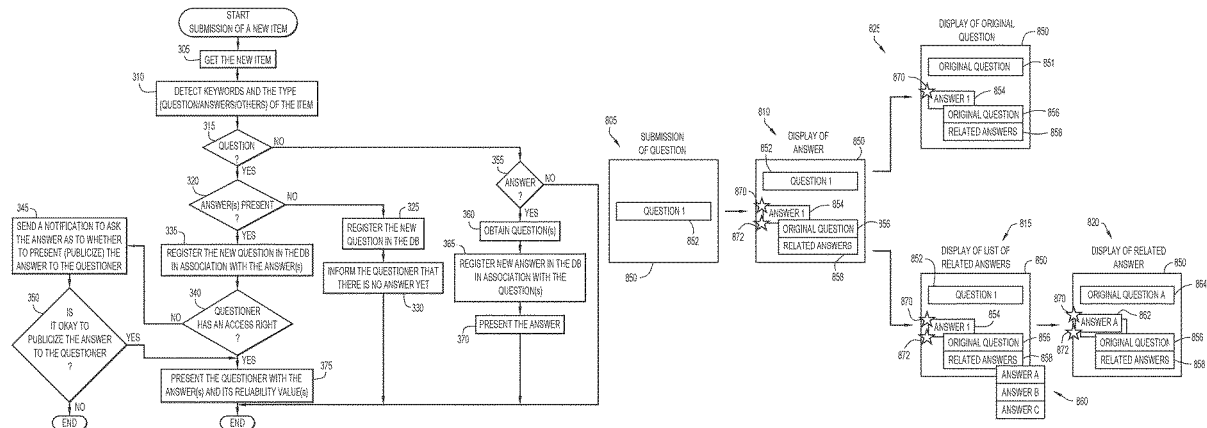 START
SUBMISSION OF A NEW ITEM
305
GET THE NEW ITEM
310
DETECT KEYWORDS AND THE TYPE
(QUESTION/ANSWERS/OTHERS) OF THE ITEM
315
QUESTION
?
NO
YES
320
ANSWER(s) PRESENT
?
NO
YES
325
REGISTER THE NEW
QUESTION IN THE DB
INFORM THE QUESTIONER THAT
THERE IS NO ANSWER YET
330
335
REGISTER THE NEW QUESTION IN THE DB
IN ASSOCIATION WITH THE ANSWER(s)
340
QUESTIONER
HAS AN ACCESS RIGHT
?
NO
YES
345
SEND A NOTIFICATION TO ASK
THE ANSWER AS TO WHETHER
TO PRESENT (PUBLICIZE) THE
ANSWER TO THE QUESTIONER
350
IS
IT OKAY TO
PUBLICIZE THE ANSWER
TO THE QUESTIONER
?
YES
NO
END
375
PRESENT THE QUESTIONER WITH THE
ANSWER(s) AND ITS RELIABILITY VALUE(s)
END
355
ANSWER
?
NO
YES
360
OBTAIN QUESTION(s)
365
REGISTER NEW ANSWER IN THE DB
IN ASSOCIATION WITH THE
QUESTION(s)
PRESENT THE ANSWER
370
805
SUBMISSION
OF QUESTION
QUESTION 1
852
850
810
DISPLAY OF
ANSWER
850
852
QUESTION 1
870
ANSWER 1
854
872
ORIGINAL QUESTION
856
RELATED ANSWERS
858
825
DISPLAY OF ORIGINAL
QUESTION
850
ORIGINAL QUESTION
851
870
ANSWER 1
854
ORIGINAL QUESTION
856
RELATED ANSWERS
858
815
DISPLAY OF LIST OF
RELATED ANSWERS
850
852
QUESTION 1
870
ANSWER 1
854
872
ORIGINAL QUESTION
856
RELATED ANSWERS
858
ANSWER A
ANSWER B
ANSWER C
860
820
DISPLAY OF RELATED
ANSWER
850
ORIGINAL QUESTION A
864
870
862
ANSWER A
872
ORIGINAL QUESTION
856
RELATED ANSWERS
858